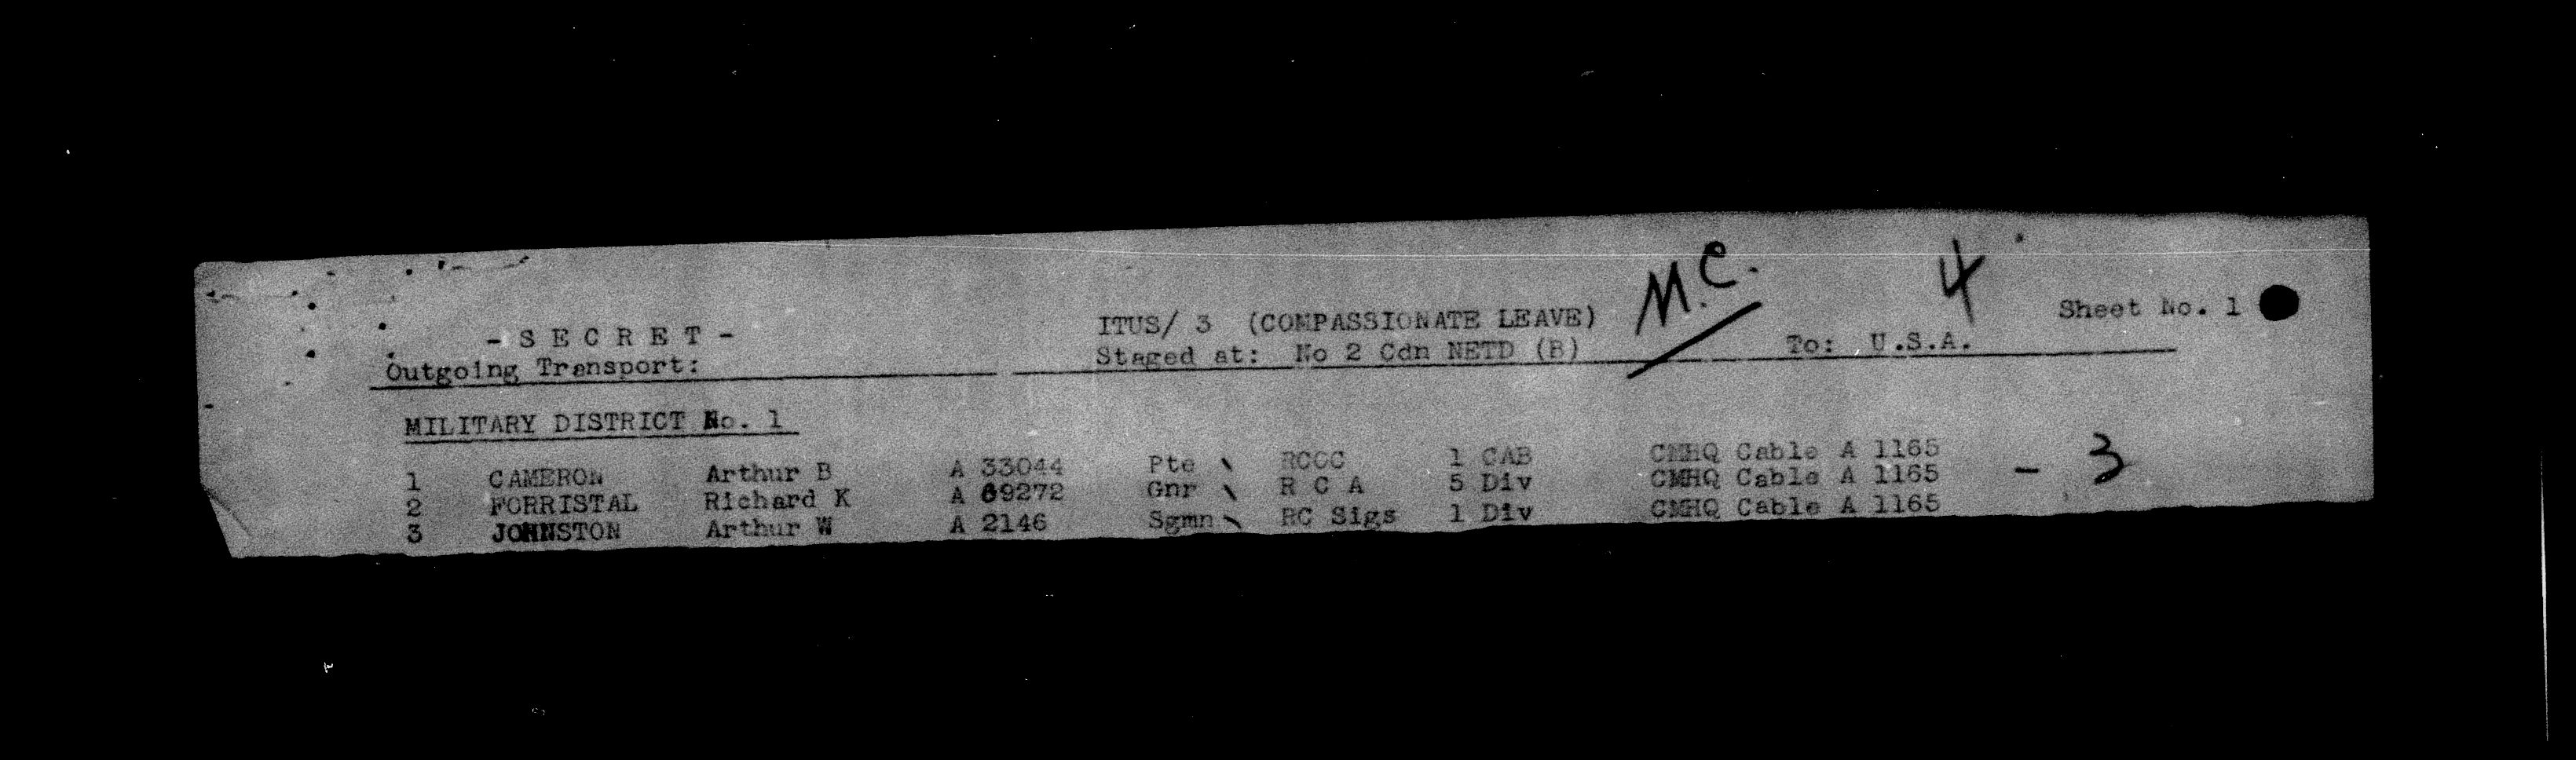 M.C. 4
- S E C R E T - ITUS/ 3 (COMPASSIONATE LEAVE) Sheet No. 1
Outgoing Transport: Staged at: No 2 Cdn NETD (B) To: U.S.A.
MILITARY DISTRICT No. 1
1 CAMERON Arthur B A 33044 Pte \ RCOC 1 CAB CMHQ Cable A 1165
2 FORRISTAL Richard K A 69272 Gnr \ R C A 5 Div CMHQ Cable A 1165 - 3
3 JOHNSTON Arthur W A 2146 Sgmn \ RC Sigs 1 Div CMHQ Cable A 1165